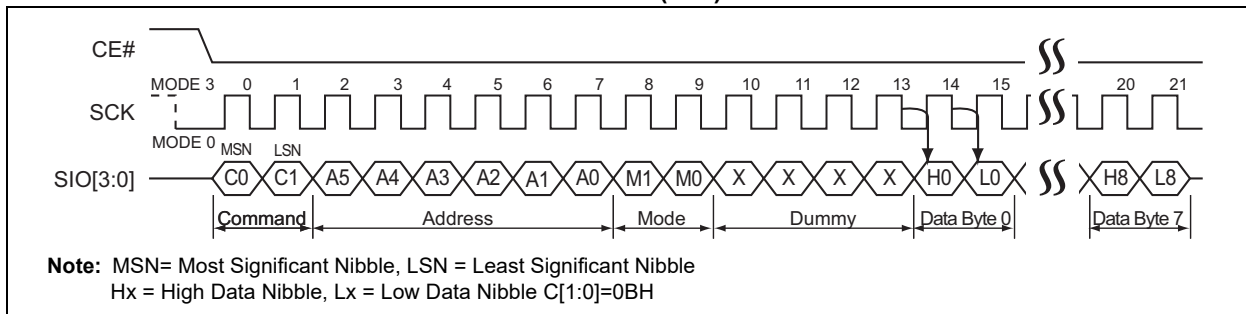 CE#
MODE 3 0 1 2 3 4 5 6 7 8 9 10 11 12 13 14 15 20 21
SCK
MODE 0
MSN LSN
SIO[3:0] C0 C1 A5 A4 A3 A2 A1 A0 M1 M0 X X X X H0 L0 H8 L8
Command Address Mode Dummy Data Byte 0 Data Byte 7
Note: MSN= Most Significant Nibble, LSN = Least Significant Nibble
Hx = High Data Nibble, Lx = Low Data Nibble C[1:0]=0BH